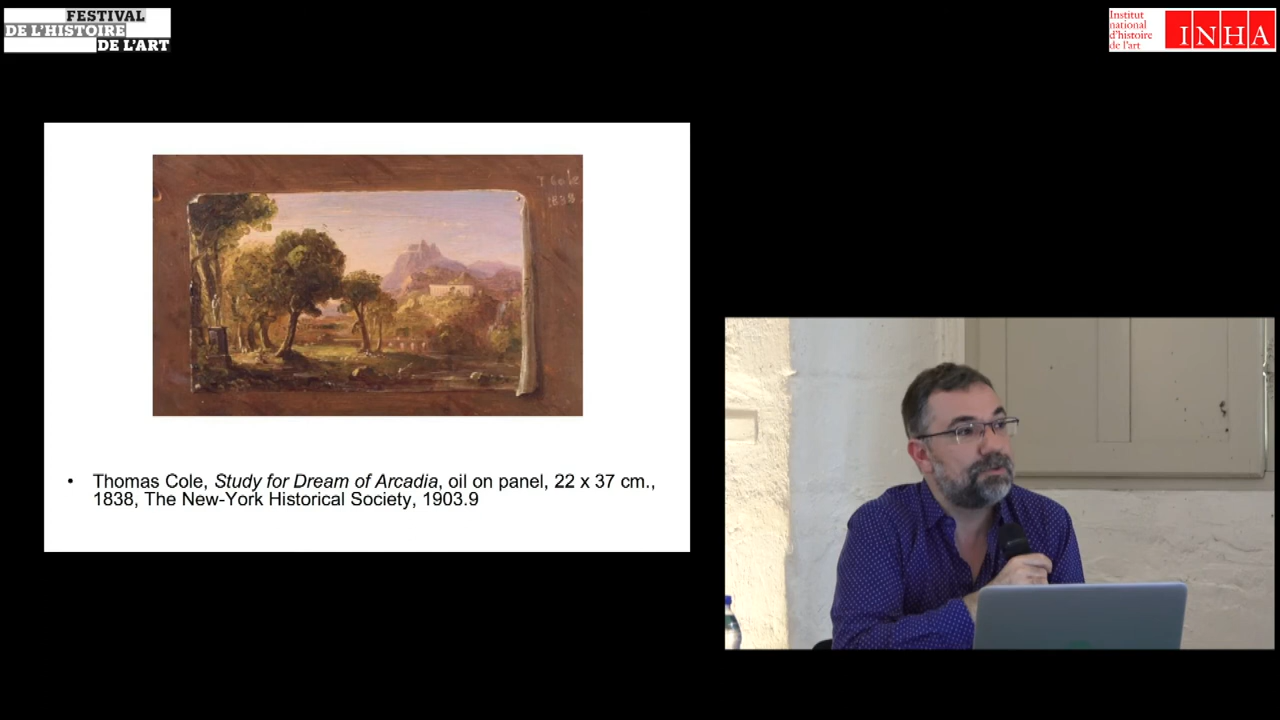 FESTIVAL
DE L'HISTOIRE
DE L'ART
Institut
national
d'histoire
de l'art
INHA
T Cole
1838
• Thomas Cole, Study for Dream of Arcadia, oil on panel, 22 x 37 cm.,
1838, The New-York Historical Society, 1903.9